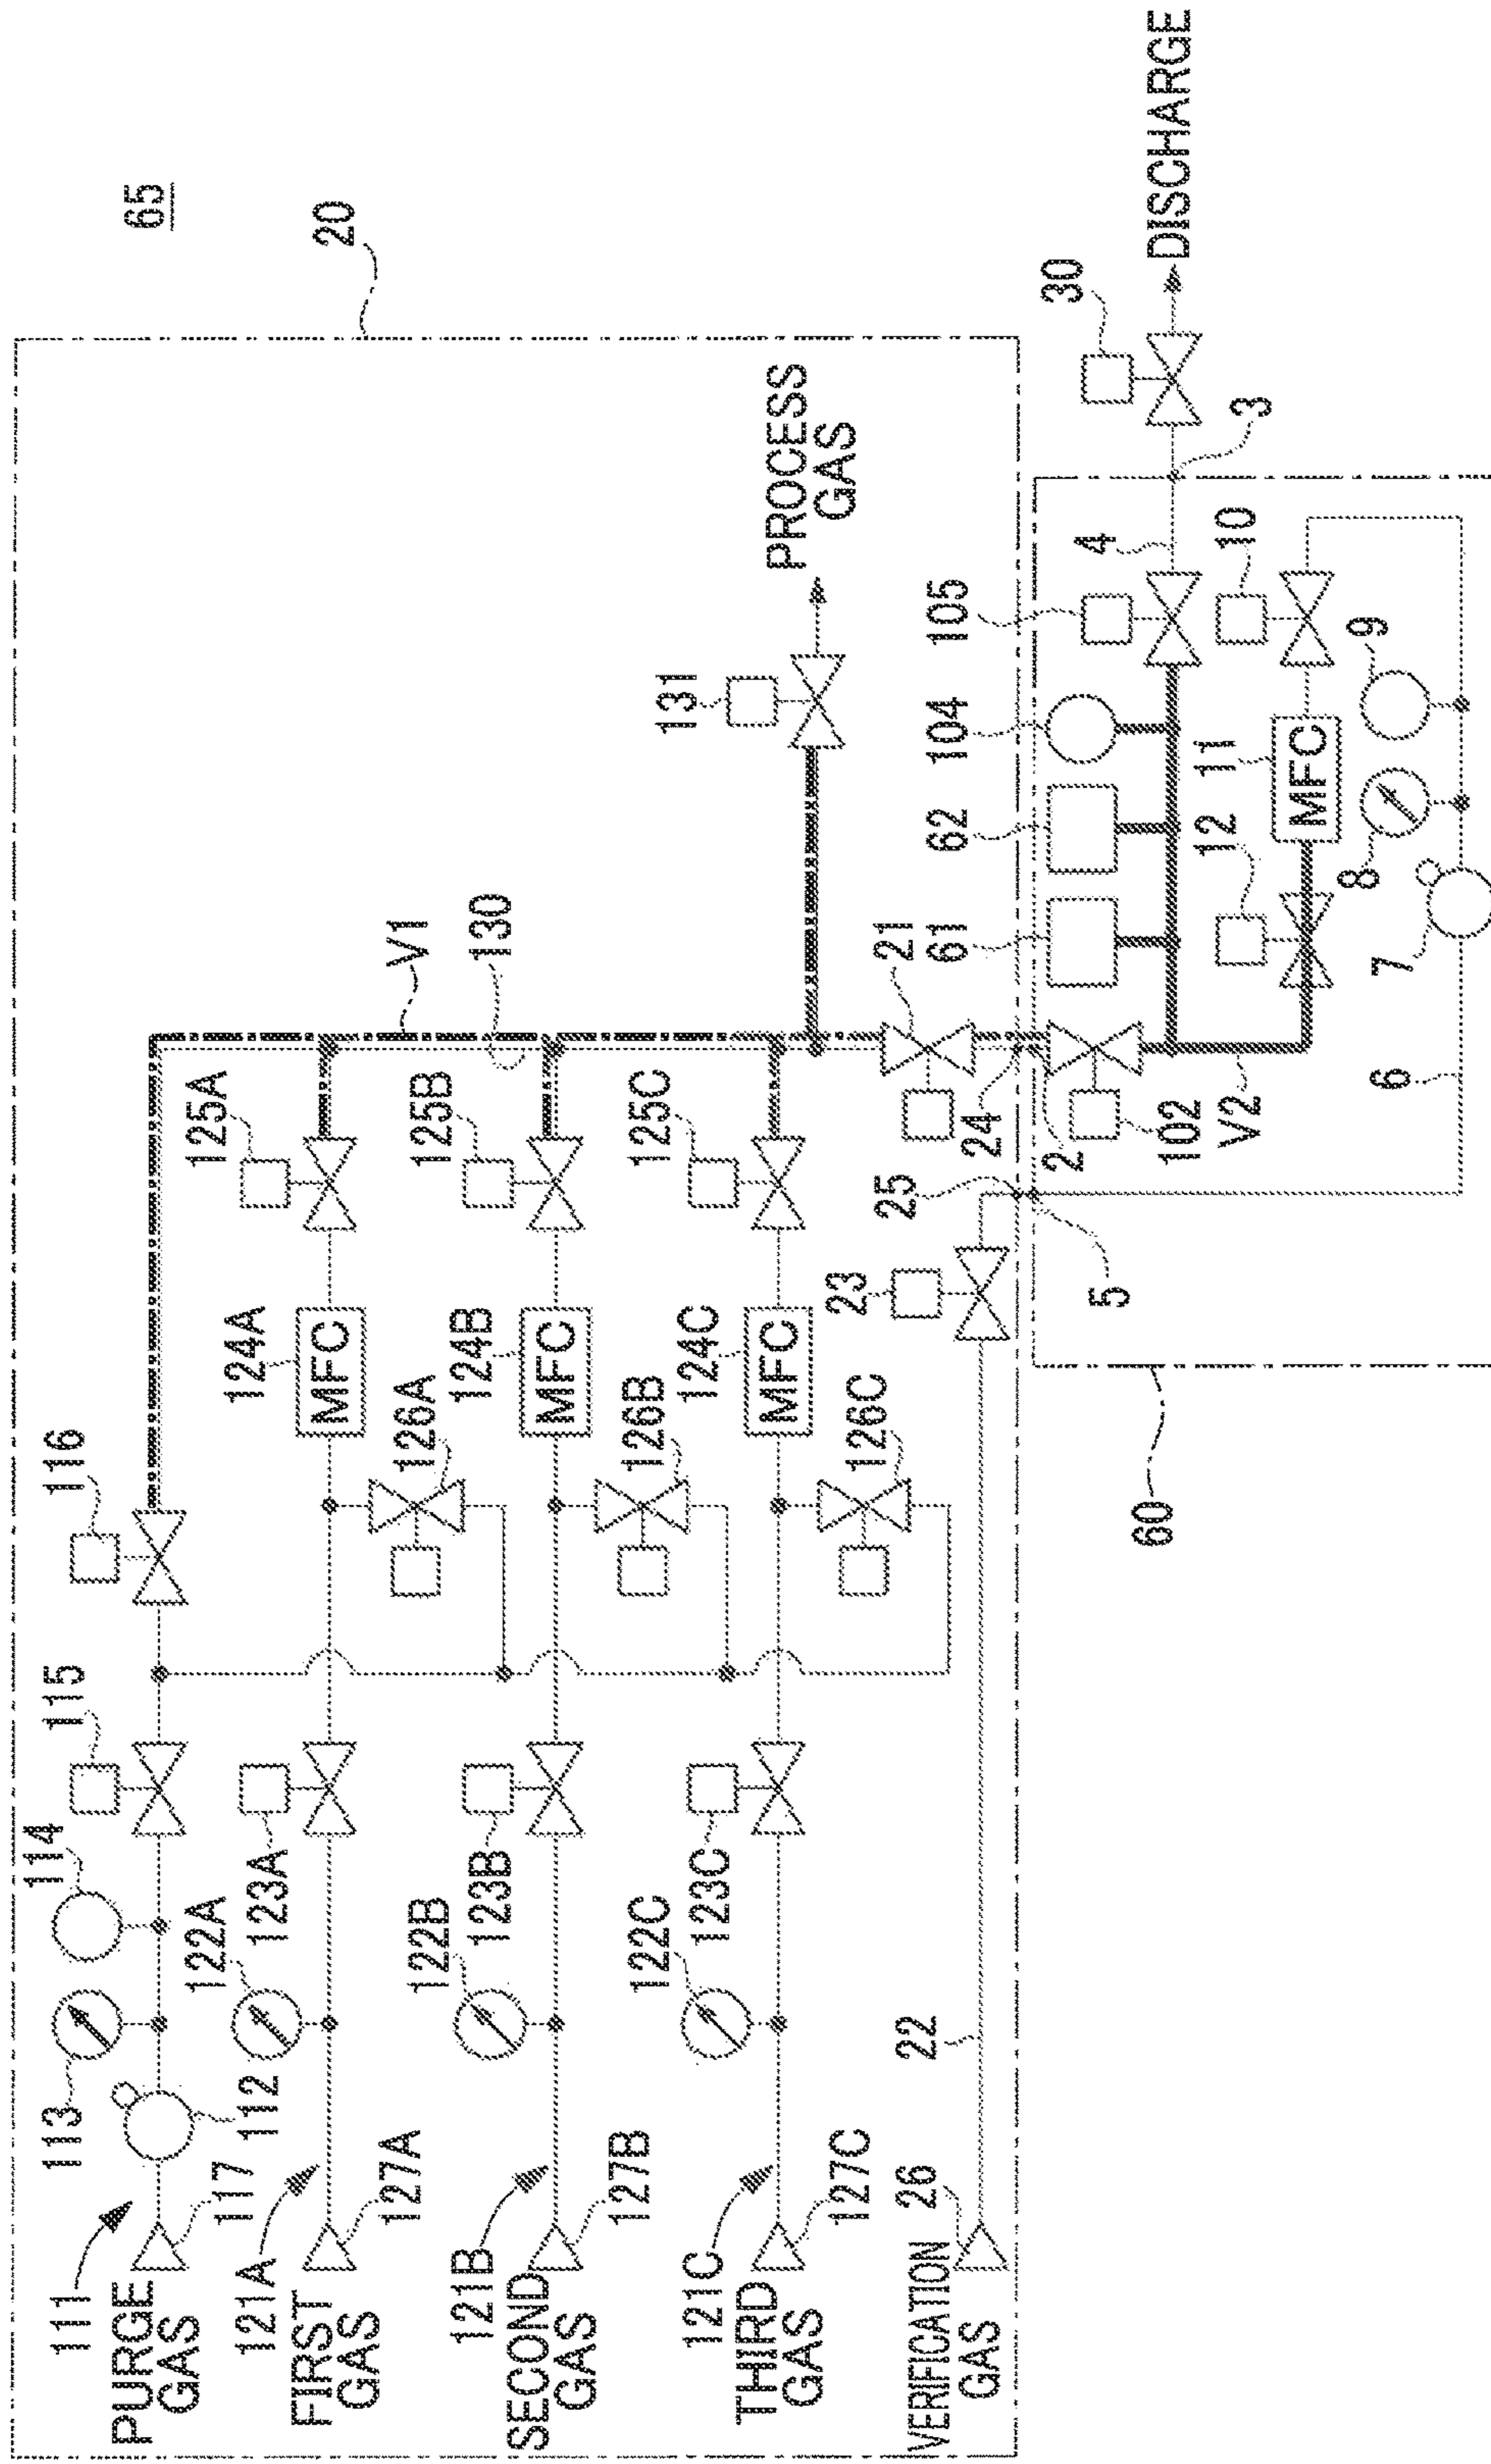 65
20
PURGE
GAS
111
117
112
113
114
115
116
FIRST
GAS
121A
127A
122A
123A
126A
124A
MFC
125A
V1
130
SECOND
GAS
121B
127B
122B
123B
126B
124B
MFC
125B
THIRD
GAS
121C
127C
122C
123C
126C
124C
MFC
125C
131
PROCESS
GAS
VERIFICATION
GAS
26
22
23
25
24
21
61
62
104
105
30
DISCHARGE
60
5
2
102
V2
12
11
MFC
10
4
3
6
7
8
9